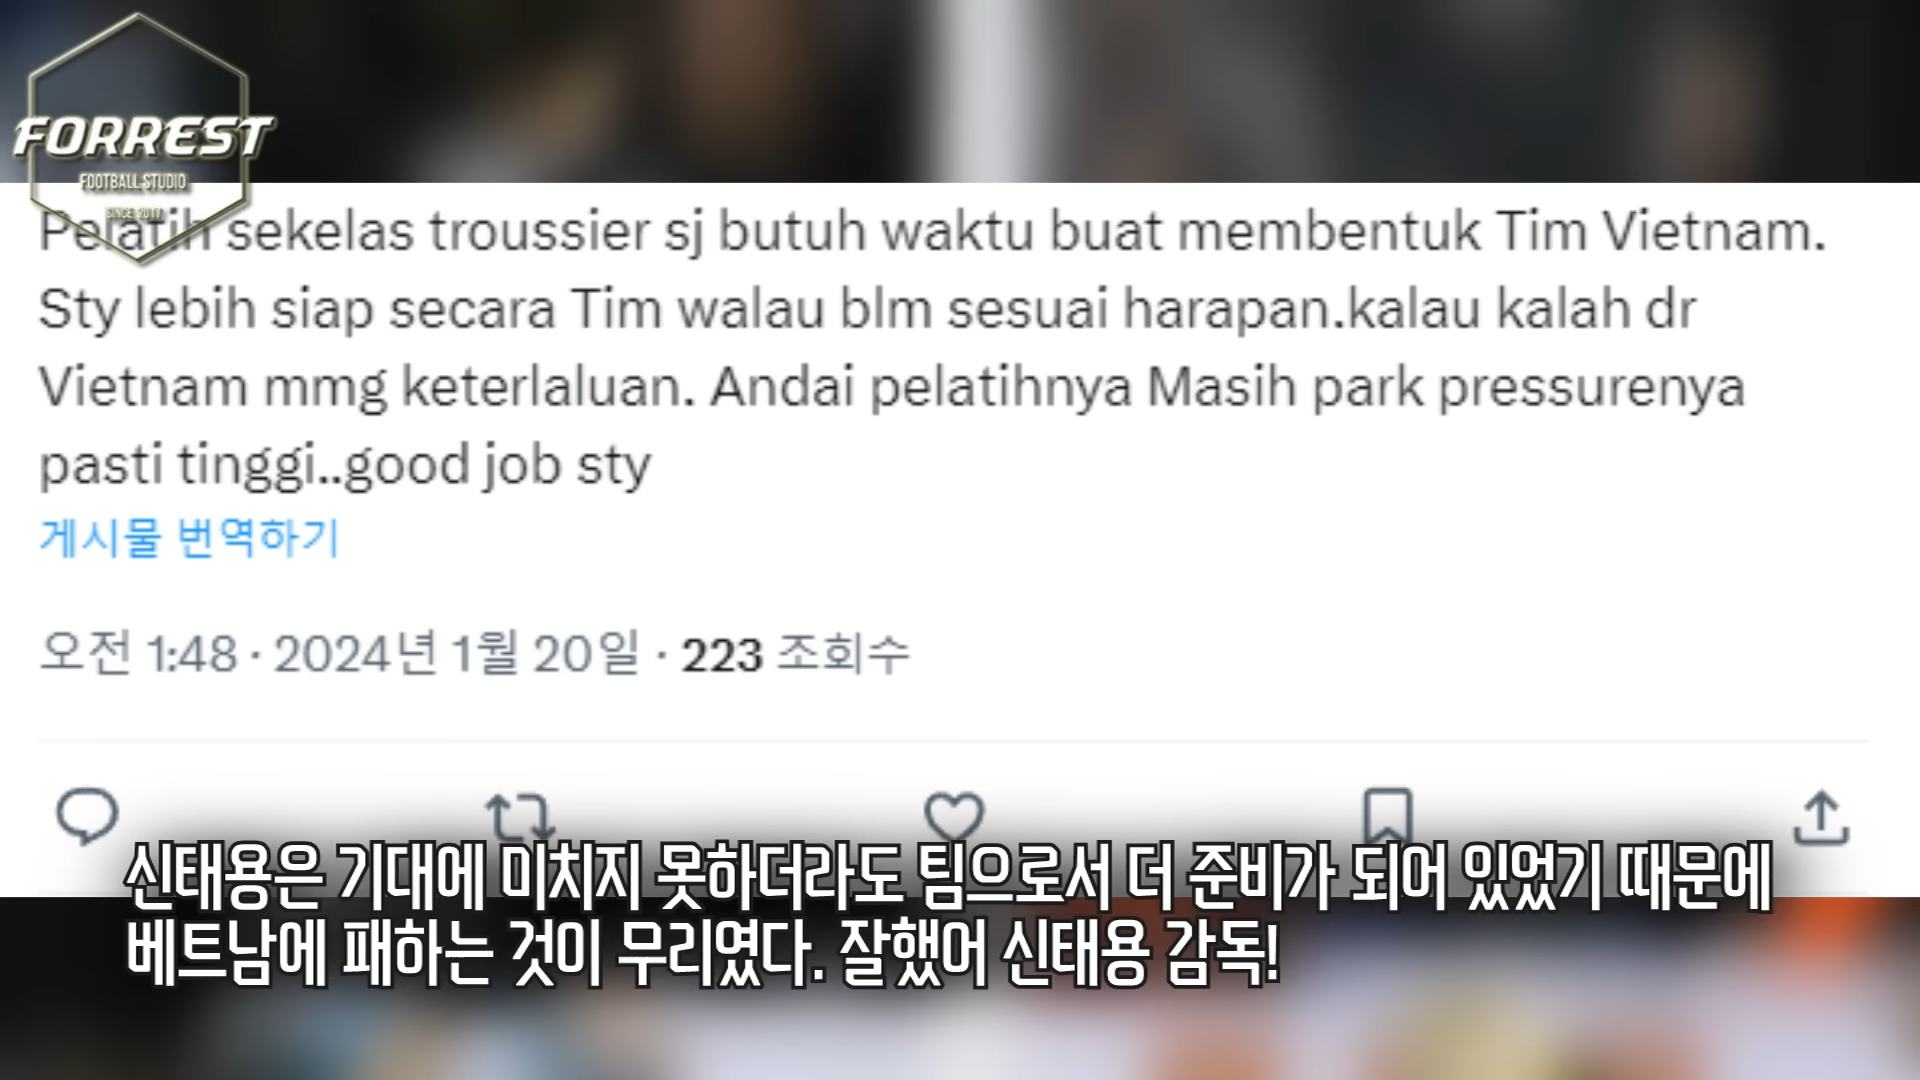 FORREST
FOOTBALL STUDIO
SINCE 2017
Pelatih sekelas troussier sj butuh waktu buat membentuk Tim Vietnam.
Sty lebih siap secara Tim walau blm sesuai harapan.kalau kalah dr
Vietnam mmg keterlaluan. Andai pelatihnya Masih park pressurenya
pasti tinggi..good job sty
게시물 번역하기
오전 1:48 · 2024년 1월 20일 · 223 조회수
신태용은 기대에 미치지 못하더라도 팀으로서 더 준비가 되어 있었기 때문에
베트남에 패하는 것이 무리였다. 잘했어 신태용 감독!